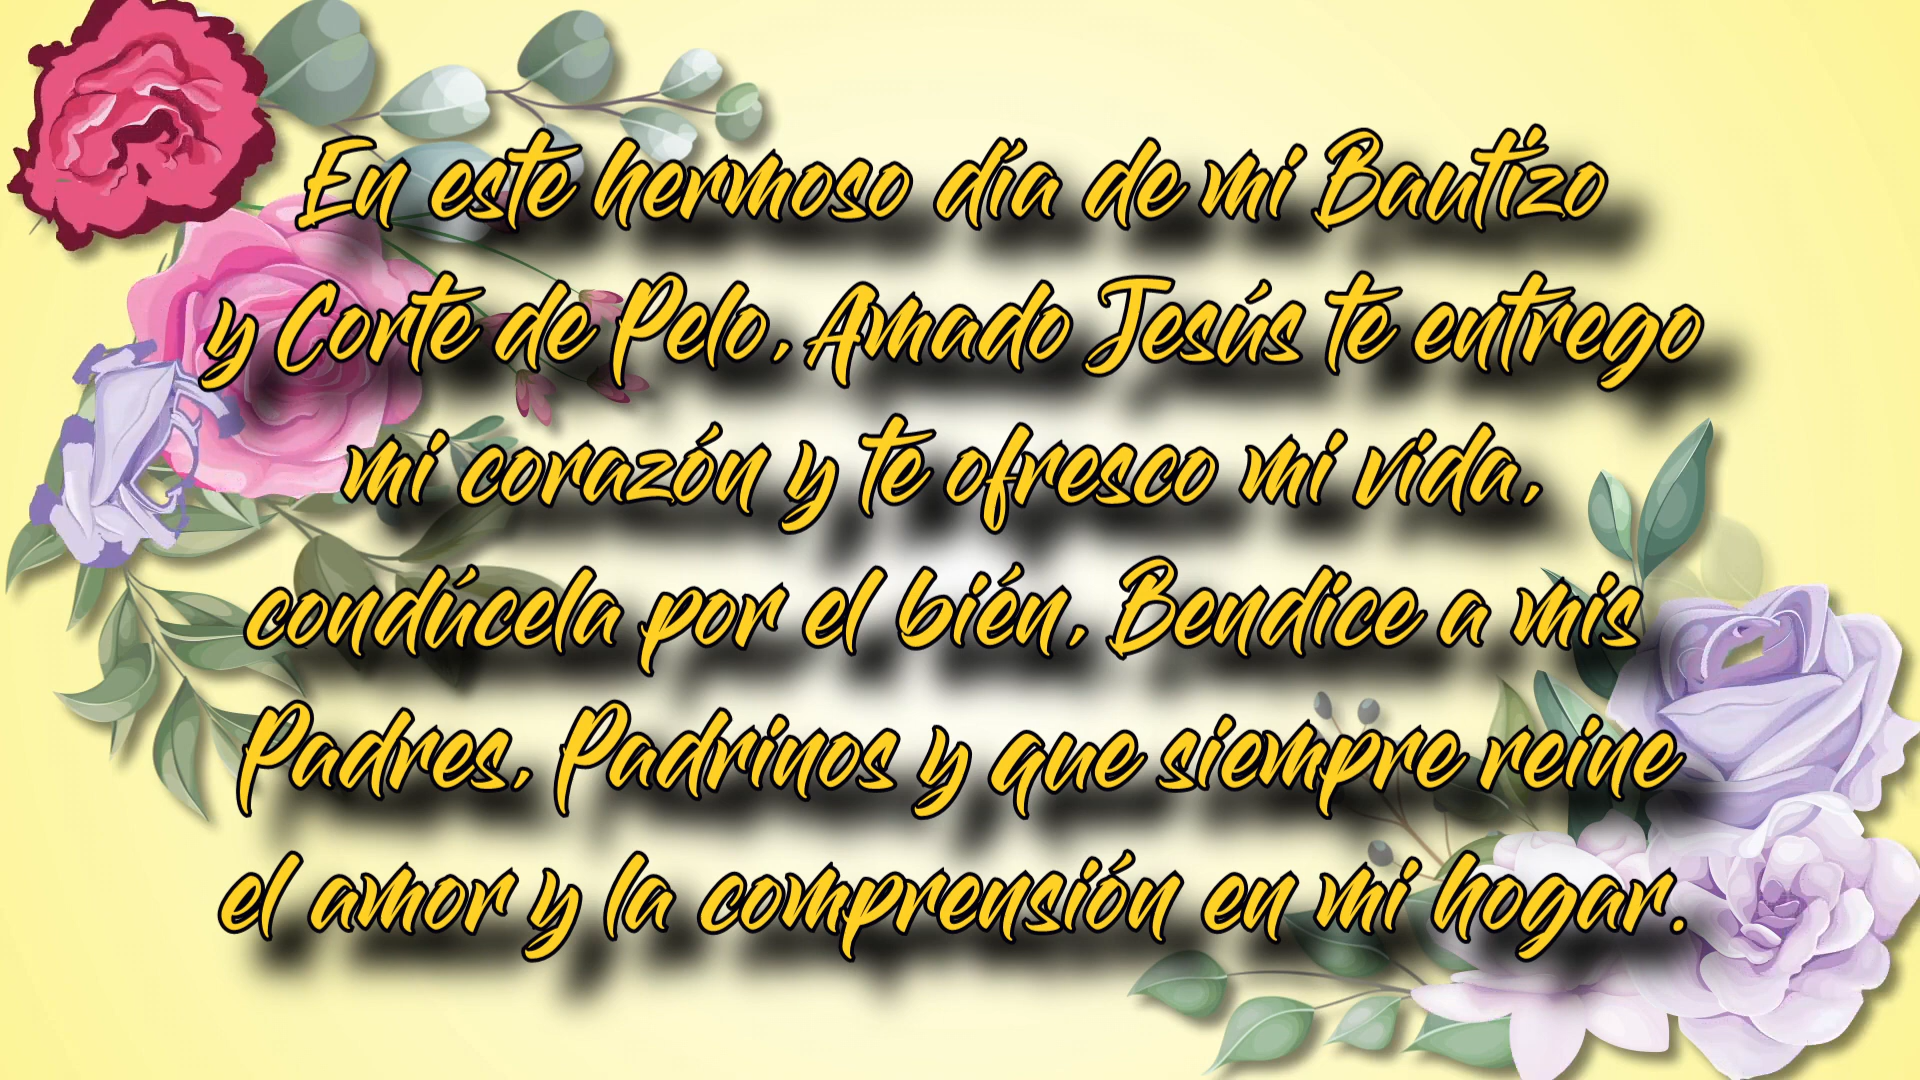 En este hermoso día de mi Bautizo
y Corte de Pelo, Amado Jesús te entrego
mi corazón y te ofresco mi vida,
condúcela por el bién, Bendice a mis
Padres, Padrinos y que siempre reine
el amor y la comprensión en mi hogar.